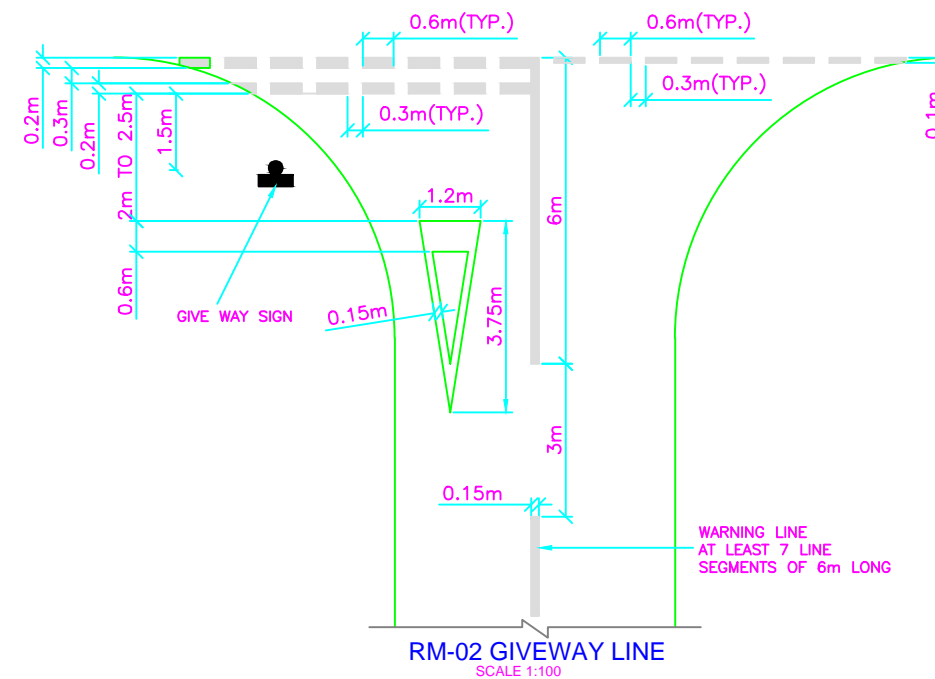 0.6m(TYP.)
0.6m(TYP.)
0.2m
0.3m
0.2m
2m TO 2.5m
1.5m
0.3m(TYP.)
0.3m(TYP.)
0.1m
1.2m
6m
0.6m
GIVE WAY SIGN
0.15m
3.75m
3m
0.15m
WARNING LINE
AT LEAST 7 LINE
SEGMENTS OF 6m LONG
RM-02 GIVEWAY LINE
SCALE 1:100